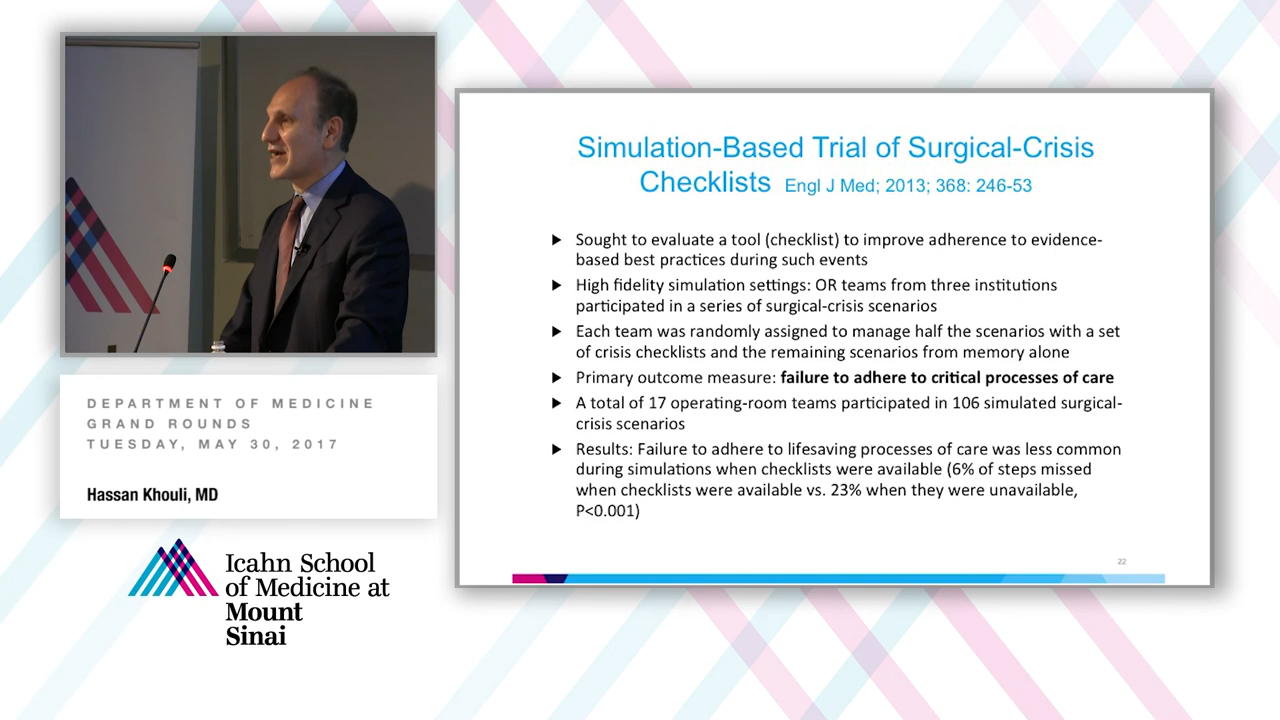 DEPARTMENT OF MEDICINE
GRAND ROUNDS
TUESDAY, MAY 30, 2017
Hassan Khouli, MD
Icahn School
of Medicine at
Mount
Sinai
Simulation-Based Trial of Surgical-Crisis
Checklists Engl J Med; 2013; 368: 246-53
▶ Sought to evaluate a tool (checklist) to improve adherence to evidence-
based best practices during such events
▶ High fidelity simulation settings: OR teams from three institutions
participated in a series of surgical-crisis scenarios
▶ Each team was randomly assigned to manage half the scenarios with a set
of crisis checklists and the remaining scenarios from memory alone
▶ Primary outcome measure: failure to adhere to critical processes of care
▶ A total of 17 operating-room teams participated in 106 simulated surgical-
crisis scenarios
▶ Results: Failure to adhere to lifesaving processes of care was less common
during simulations when checklists were available (6% of steps missed
when checklists were available vs. 23% when they were unavailable,
P<0.001)
22